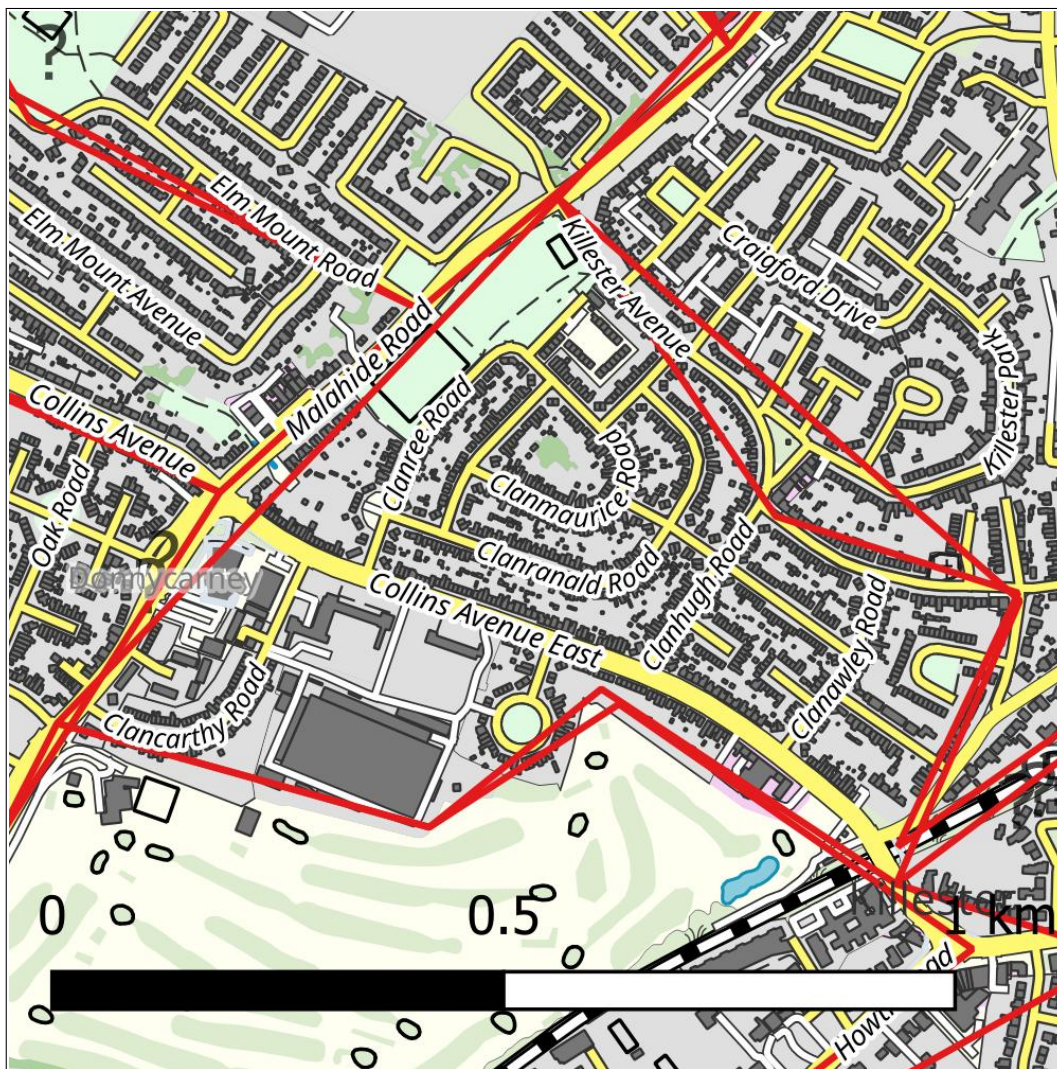 ?
Elm Mount Road
Elm Mount Avenue
Killester Avenue
Craigford Drive
Killester Park
Malahide Road
Collins Avenue
Oak Road
Clanree Road
Clanmaurice Road
Clanranald Road
Clanhugh Road
Clanawley Road
Collins Avenue East
?
Donnycarney
Clancarthy Road
Killester
0
0.5
1 km